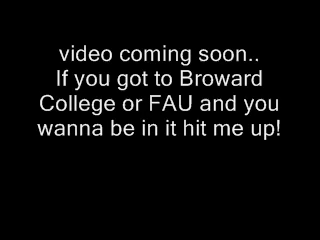 video coming soon..
If you got to Broward
College or FAU and you
wanna be in it hit me up!